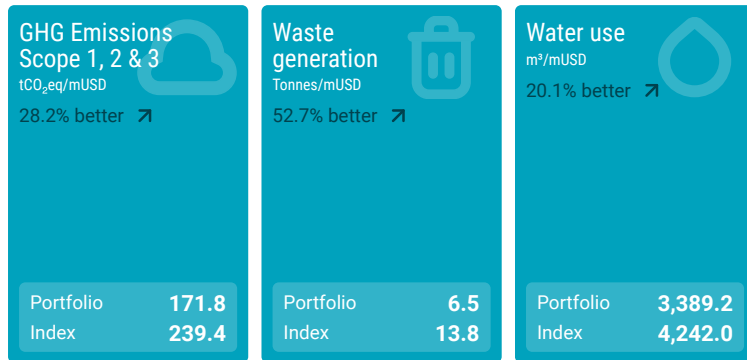 GHG Emissions
Scope 1, 2 & 3
tCO₂eq/mUSD
28.2% better
Portfolio 171.8
Index 239.4
Waste
generation
Tonnes/mUSD
52.7% better
Portfolio 6.5
Index 13.8
Water use
m³/mUSD
20.1% better
Portfolio 3,389.2
Index 4,242.0